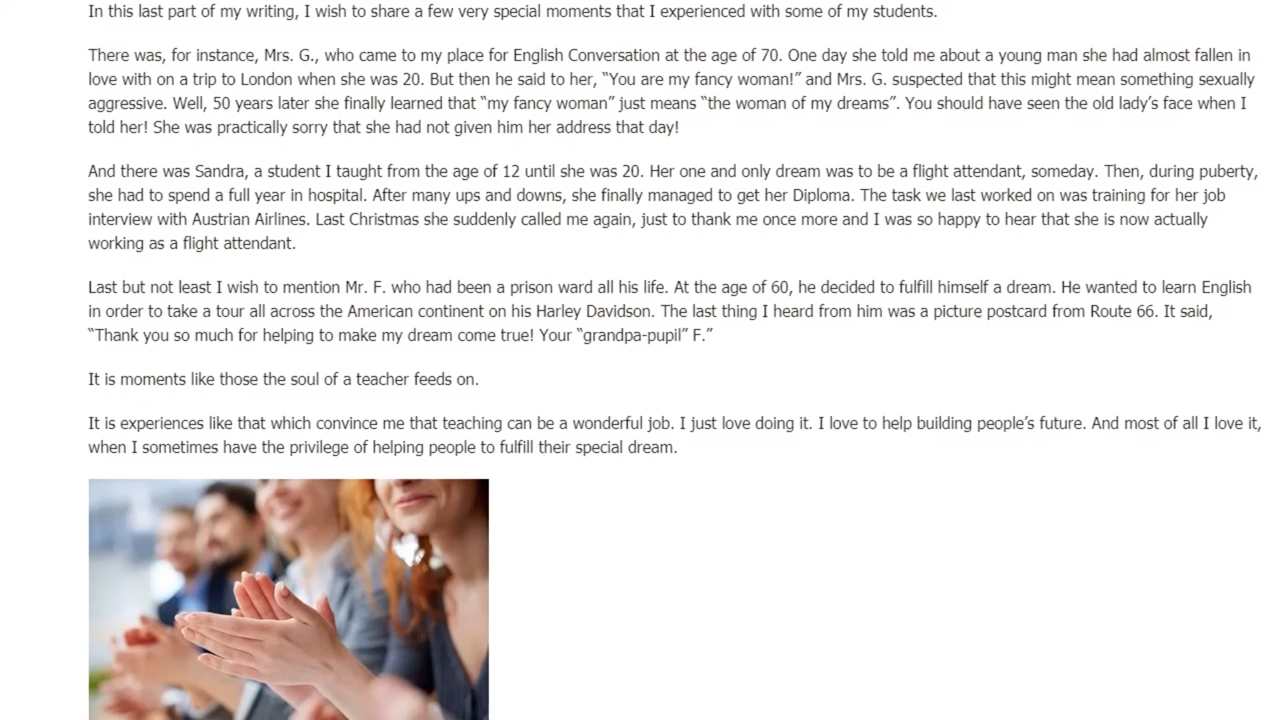 In this last part of my writing, I wish to share a few very special moments that I experienced with some of my students.
There was, for instance, Mrs. G., who came to my place for English Conversation at the age of 70. One day she told me about a young man she had almost fallen in
love with on a trip to London when she was 20. But then he said to her, “You are my fancy woman!” and Mrs. G. suspected that this might mean something sexually
aggressive. Well, 50 years later she finally learned that “my fancy woman” just means “the woman of my dreams”. You should have seen the old lady’s face when I
told her! She was practically sorry that she had not given him her address that day!
And there was Sandra, a student I taught from the age of 12 until she was 20. Her one and only dream was to be a flight attendant, someday. Then, during puberty,
she had to spend a full year in hospital. After many ups and downs, she finally managed to get her Diploma. The task we last worked on was training for her job
interview with Austrian Airlines. Last Christmas she suddenly called me again, just to thank me once more and I was so happy to hear that she is now actually
working as a flight attendant.
Last but not least I wish to mention Mr. F. who had been a prison ward all his life. At the age of 60, he decided to fulfill himself a dream. He wanted to learn English
in order to take a tour all across the American continent on his Harley Davidson. The last thing I heard from him was a picture postcard from Route 66. It said,
“Thank you so much for helping to make my dream come true! Your “grandpa-pupil” F.”
It is moments like those the soul of a teacher feeds on.
It is experiences like that which convince me that teaching can be a wonderful job. I just love doing it. I love to help building people’s future. And most of all I love it,
when I sometimes have the privilege of helping people to fulfill their special dream.